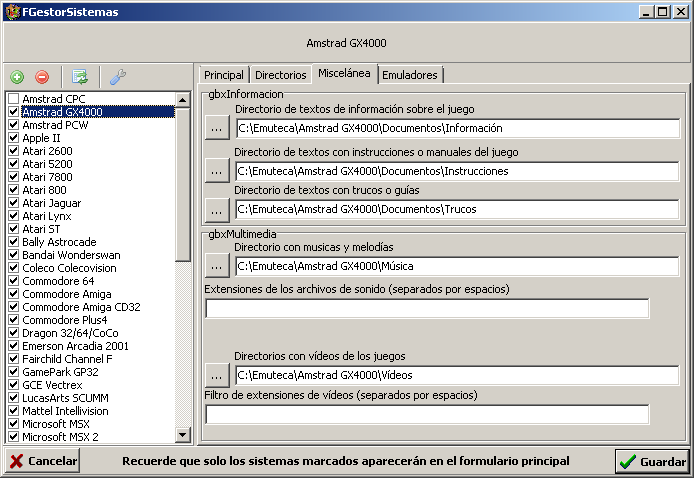 FGestorSistemas
Amstrad GX4000
Amstrad CPC
Amstrad GX4000
Amstrad PCW
Apple II
Atari 2600
Atari 5200
Atari 7800
Atari 800
Atari Jaguar
Atari Lynx
Atari ST
Bally Astrocade
Bandai Wonderswan
Coleco Colecovision
Commodore 64
Commodore Amiga
Commodore Amiga CD32
Commodore Plus4
Dragon 32/64/CoCo
Emerson Arcadia 2001
Fairchild Channel F
GamePark GP32
GCE Vectrex
LucasArts SCUMM
Mattel Intellivision
Microsoft MSX
Microsoft MSX 2
Principal Directorios Miscelánea Emuladores
gbxInformacion
Directorio de textos de información sobre el juego
... C:\Emuteca\Amstrad GX4000\Documentos\Información
Directorio de textos con instrucciones o manuales del juego
... C:\Emuteca\Amstrad GX4000\Documentos\Instrucciones
Directorio de textos con trucos o guías
... C:\Emuteca\Amstrad GX4000\Documentos\Trucos
gbxMultimedia
Directorio con musicas y melodías
... C:\Emuteca\Amstrad GX4000\Música
Extensiones de los archivos de sonido (separados por espacios)
Directorios con vídeos de los juegos
... C:\Emuteca\Amstrad GX4000\Vídeos
Filtro de extensiones de vídeos (separados por espacios)
Cancelar Recuerde que solo los sistemas marcados aparecerán en el formulario principal Guardar